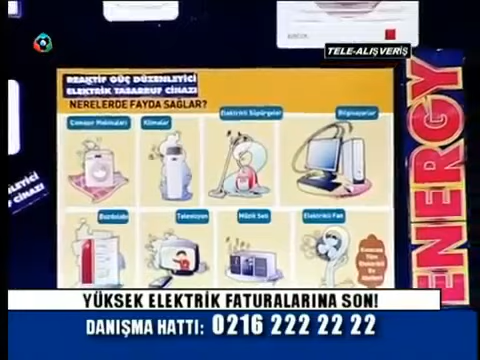 TELE-ALIŞVERİŞ
REAKTİF GÜÇ DÜZENLEYİCİ
ELEKTRİK TASARRUF CİHAZI
NERELERDE FAYDA SAĞLAR?
Çamaşır Makinaları
Klimalar
Elektrikli Süpürgeler
Bilgisayarlar
Buzdolabı
Televizyon
Müzik Seti
Elektrikli Fan
ENERGY
YÜKSEK ELEKTRİK FATURALARINA SON!
DANIŞMA HATTI: 0216 222 22 22